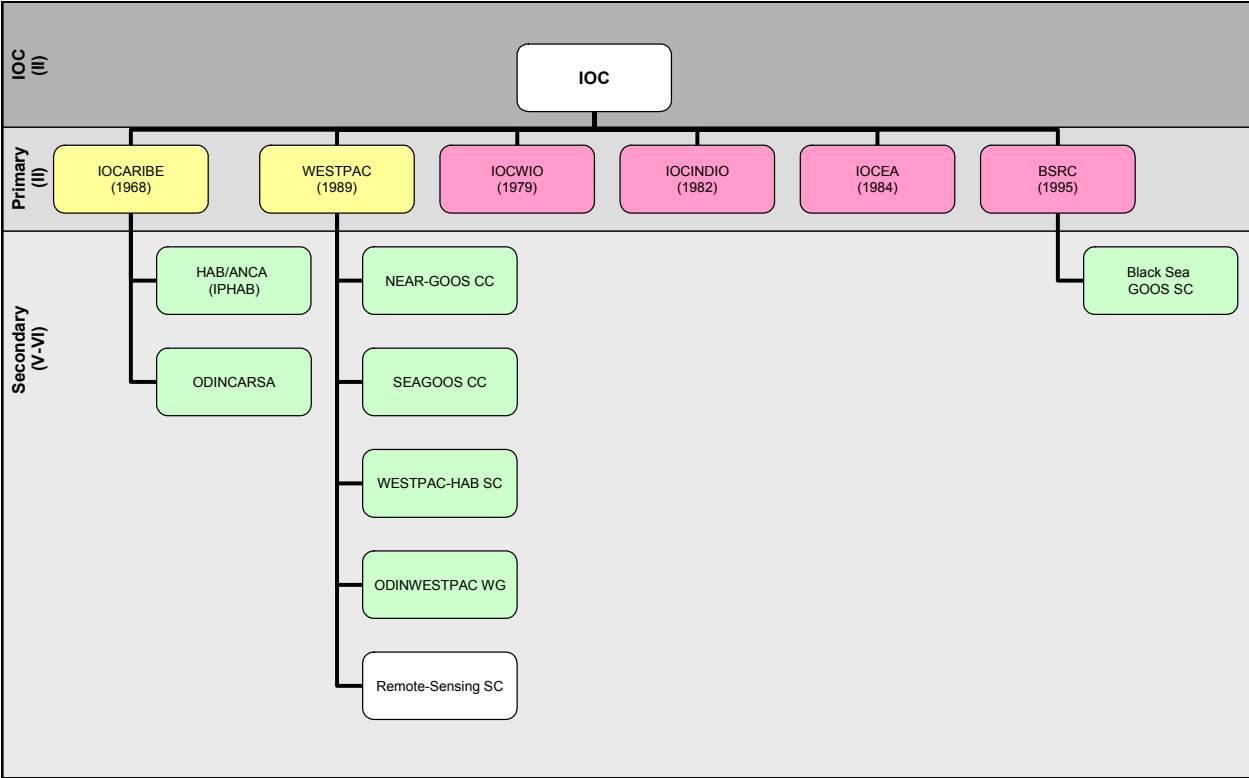 IOC
(II)
IOC
Primary
(II)
IOCARIBE
(1968)
WESTPAC
(1989)
IOCWIO
(1979)
IOCINDIO
(1982)
IOCEA
(1984)
BSRC
(1995)
Secondary
(V-VI)
HAB/ANCA
(IPHAB)
NEAR-GOOS CC
Black Sea
GOOS SC
ODINCARSA
SEAGOOS CC
WESTPAC-HAB SC
ODINWESTPAC WG
Remote-Sensing SC